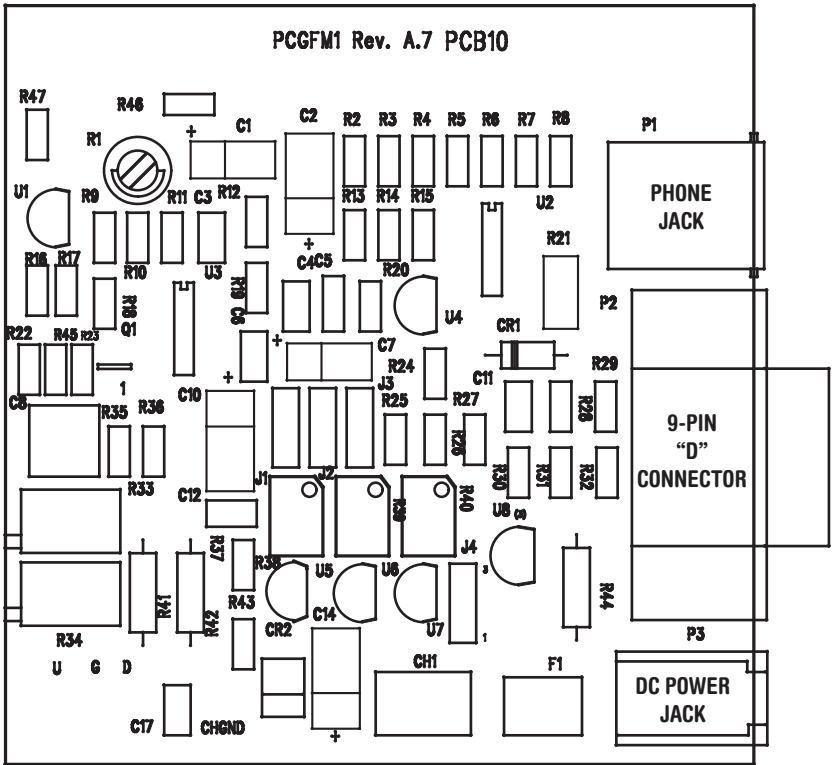 PCGFM1 Rev. A.7 PCB10
R47
R46
R1
C1
C2
R2 R3 R4 R5 R6 R7 R8
P1
U1
R9
R11
C3
R12
R13 R14 R15
U2
PHONE
JACK
R16 R17
R10
U3
R21
R18
Q1
R19
C6
C4 C5
R20
U4
P2
R22 R45 R23
1
C7
CR1
R24
J3
C11
R29
C8
R35 R36
C10
R25
R26
R27
R28
9-PIN
“D”
CONNECTOR
R33
C12
J1
J2
R39
R40
R30 R31 R32
U8
R37
R38
U5
U6
J4
3
R41
R42
R43
CR2
C14
U7
1
R44
P3
R34
U G D
CH1
F1
DC POWER
JACK
C17
CHGND